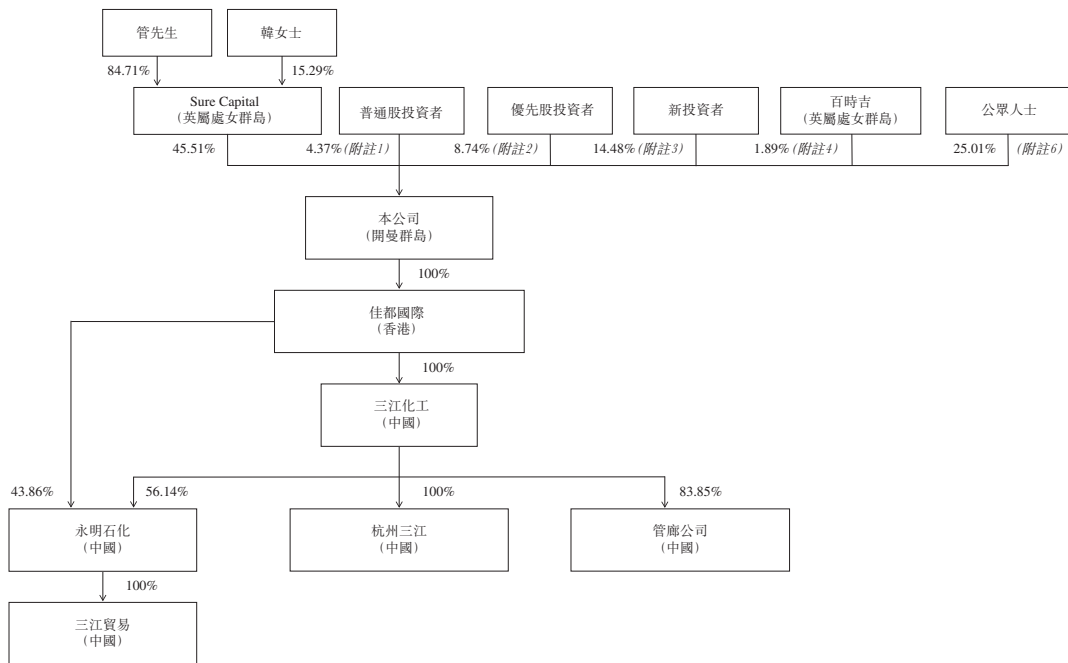 管先生
韓女士
84.71%
15.29%
Sure Capital
(英屬處女群島)
普通股投資者
優先股投資者
新投資者
百時吉
(英屬處女群島)
公眾人士
45.51%
4.37%(附註1)
8.74%(附註2)
14.48%(附註3)
1.89%(附註4)
25.01%
(附註6)
本公司
(開曼群島)
100%
佳都國際
(香港)
100%
三江化工
(中國)
43.86%
56.14%
100%
83.85%
永明石化
(中國)
杭州三江
(中國)
管廊公司
(中國)
100%
三江貿易
(中國)